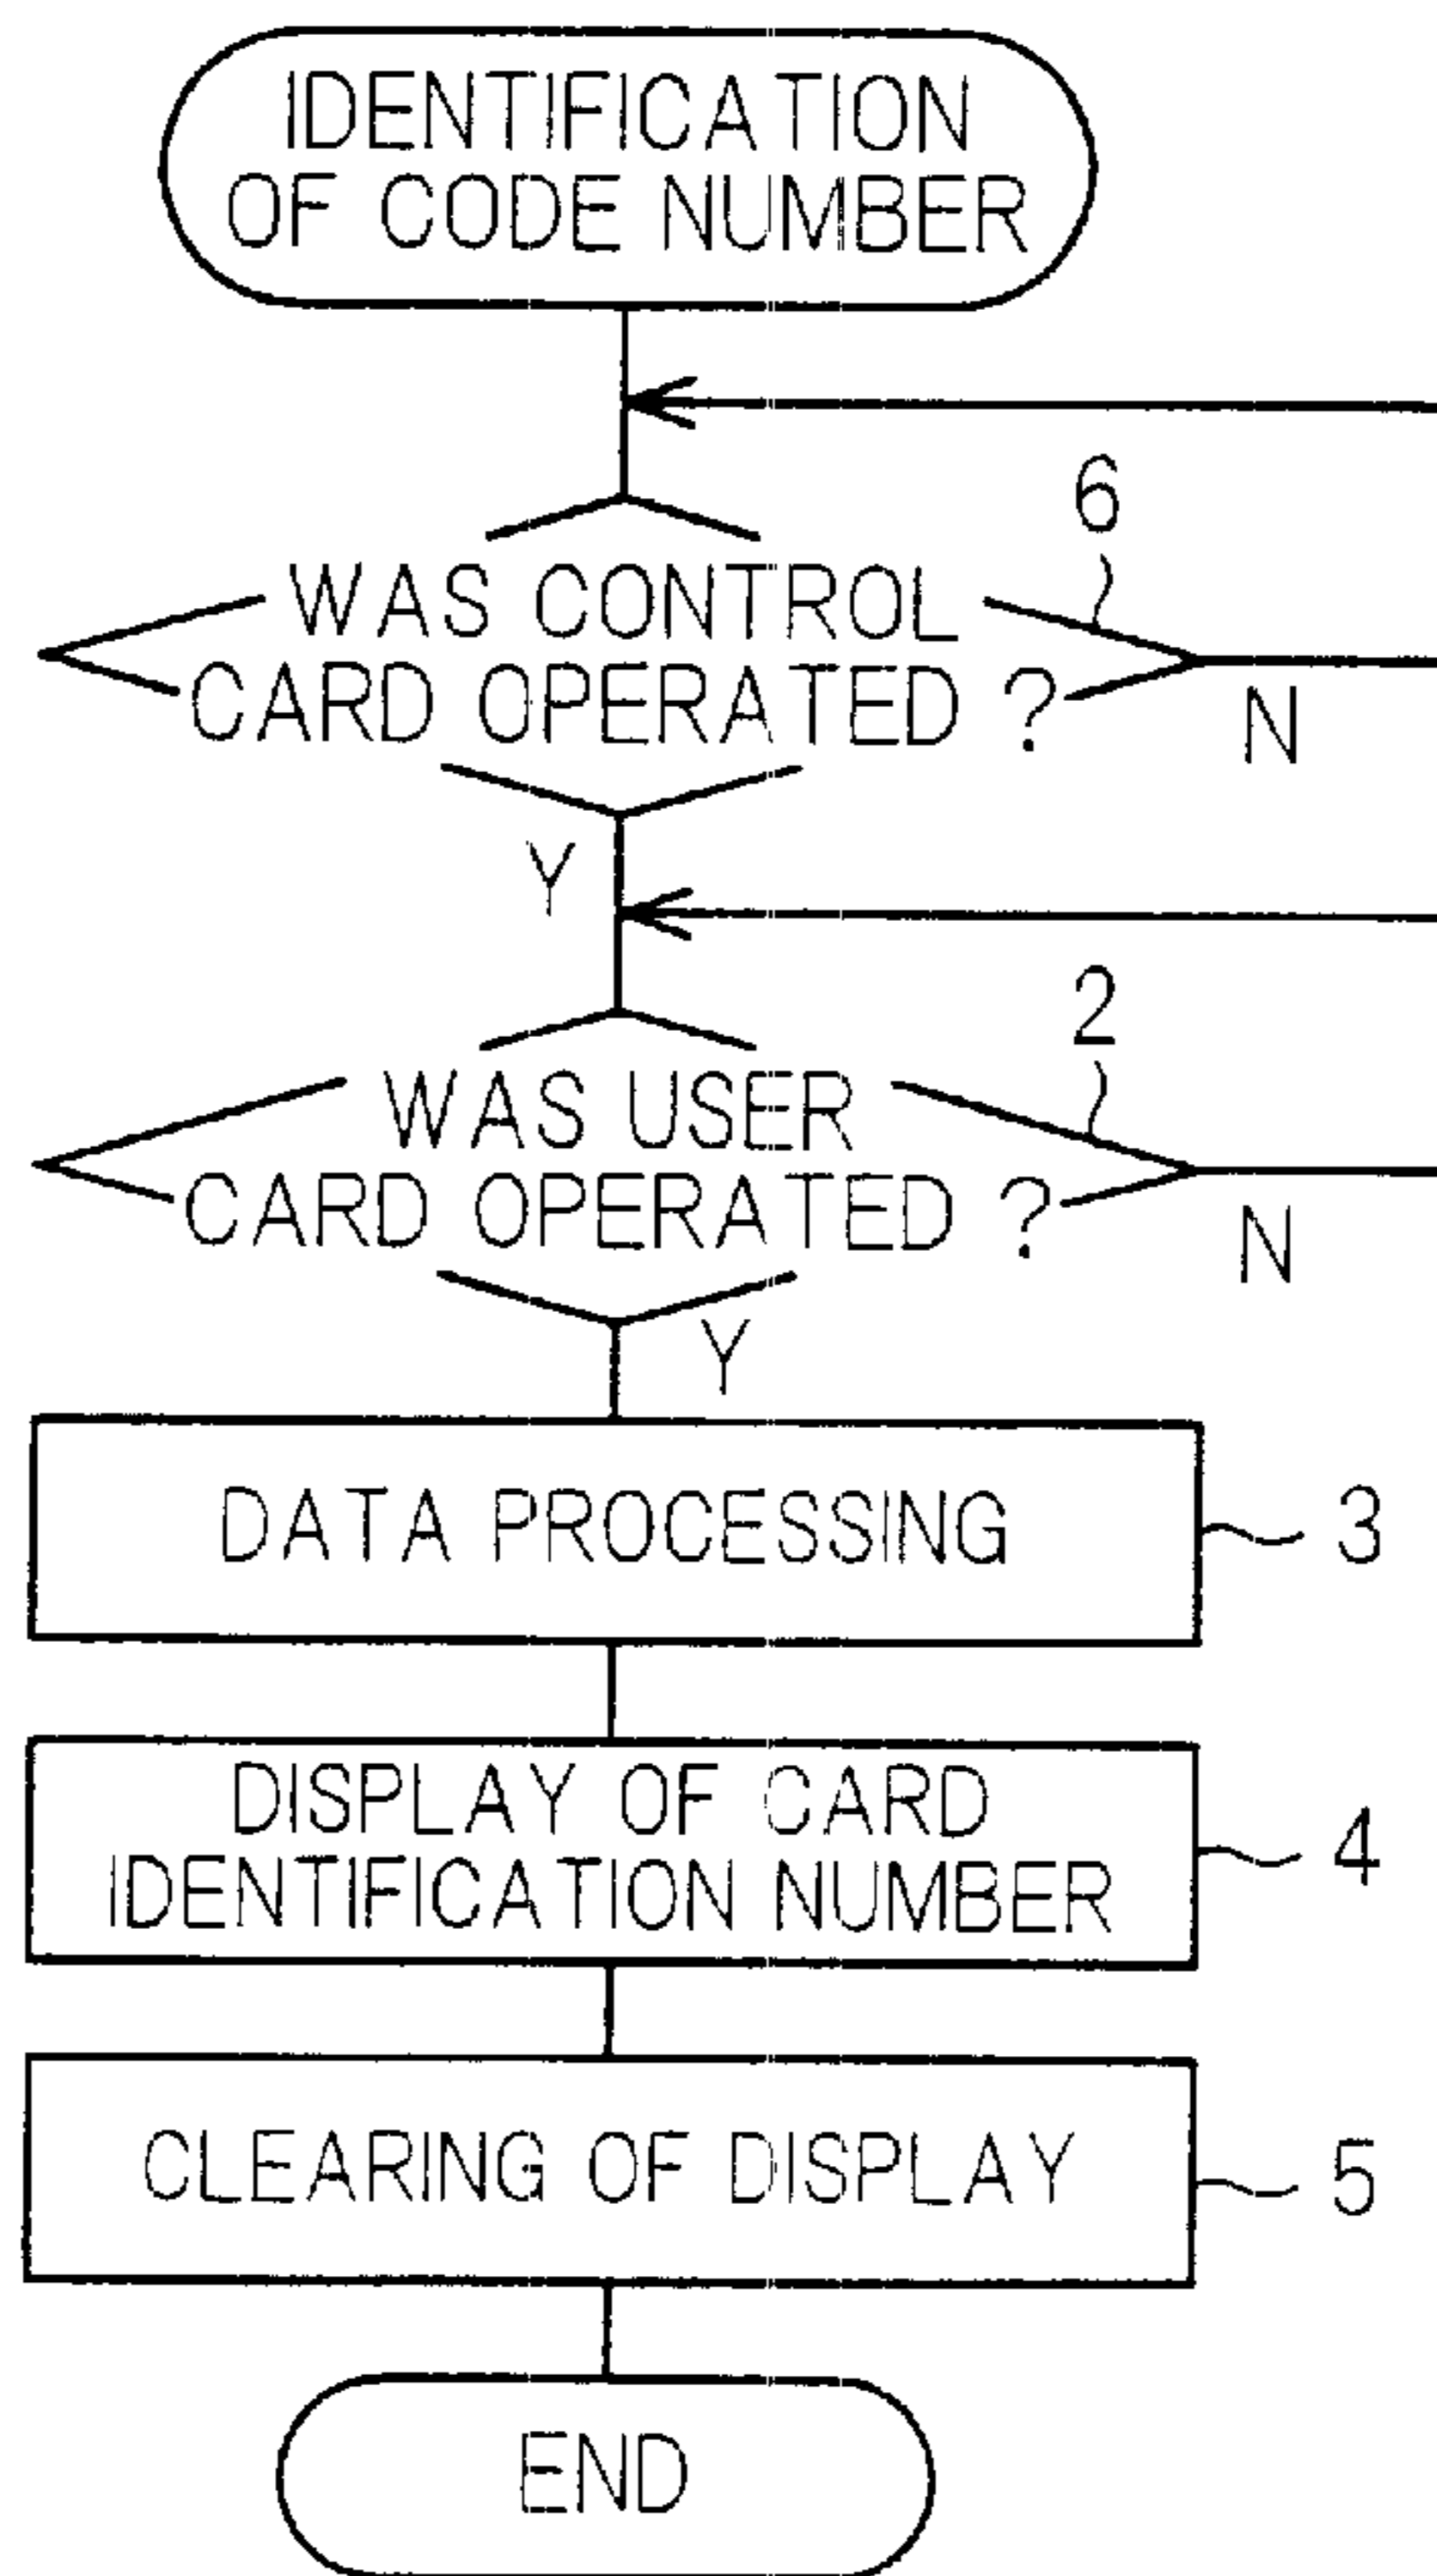 IDENTIFICATION
OF CODE NUMBER
6
WAS CONTROL
CARD OPERATED ?
N
Y
2
WAS USER
CARD OPERATED ?
N
Y
DATA PROCESSING
3
DISPLAY OF CARD
IDENTIFICATION NUMBER
4
CLEARING OF DISPLAY
5
END